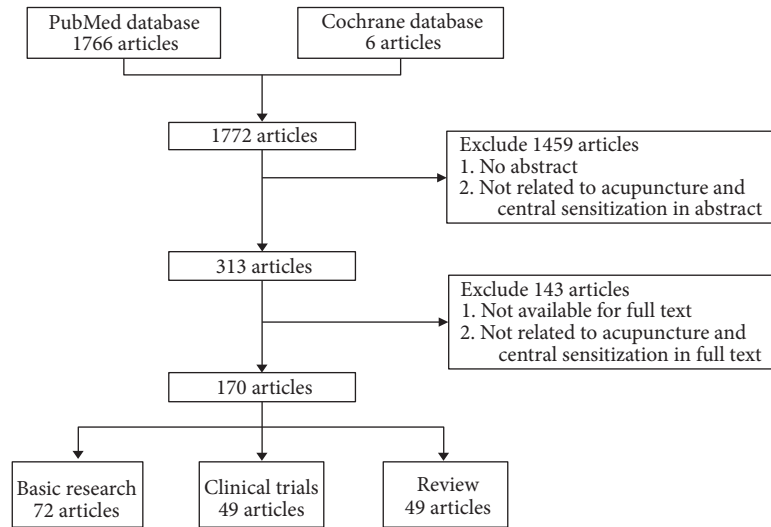 PubMed database
1766 articles
Cochrane database
6 articles
1772 articles
Exclude 1459 articles
1. No abstract
2. Not related to acupuncture and
central sensitization in abstract
313 articles
Exclude 143 articles
1. Not available for full text
2. Not related to acupuncture and
central sensitization in full text
170 articles
Basic research
72 articles
Clinical trials
49 articles
Review
49 articles